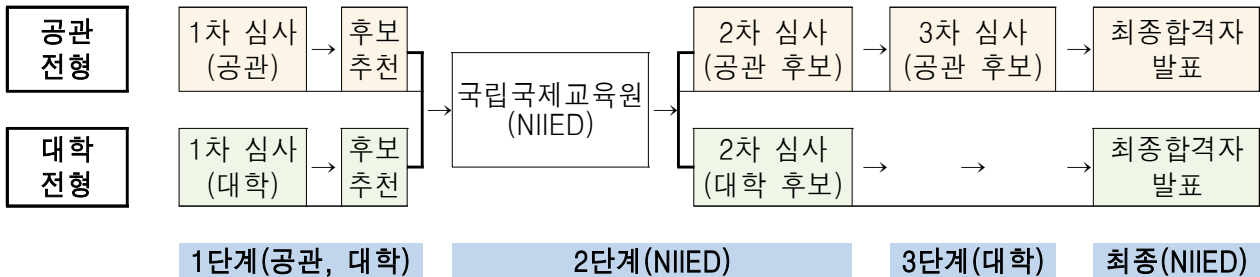 공관
전형
1차 심사
(공관)
→
후보
추천
2차 심사
(공관 후보)
→
3차 심사
(공관 후보)
→
최종합격자
발표
→
국립국제교육원
(NIIED)
→
대학
전형
1차 심사
(대학)
→
후보
추천
2차 심사
(대학 후보)
→ → →
최종합격자
발표
1단계(공관, 대학)
2단계(NIIED)
3단계(대학)
최종(NIIED)